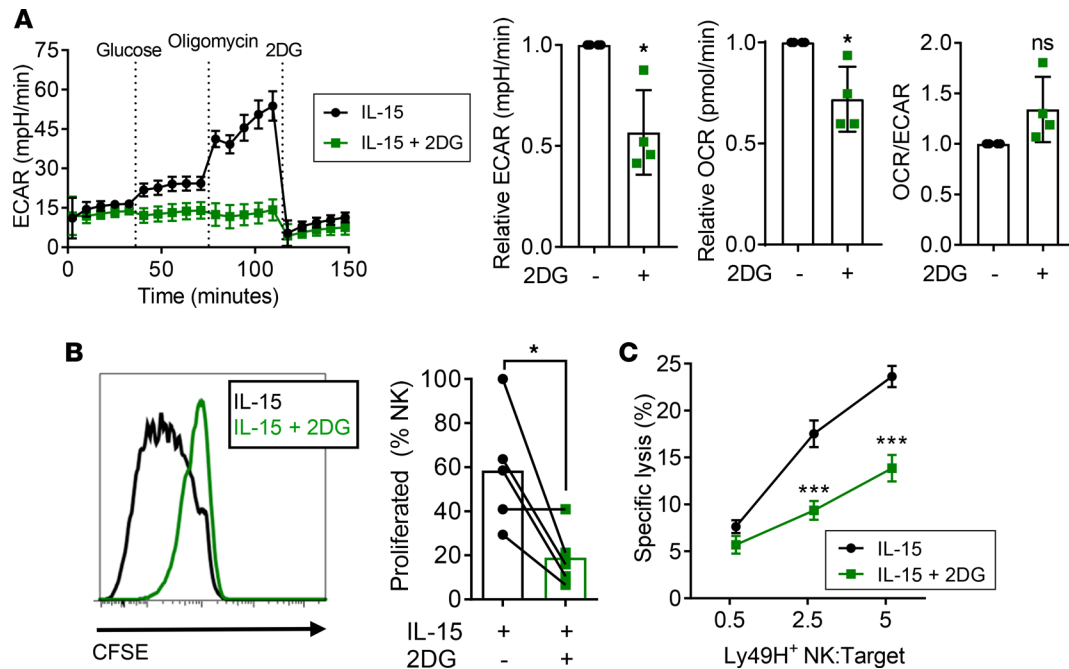 A
Glucose
Oligomycin
2DG
ECAR (mpH/min)
75
60
45
30
15
0
0
50
100
150
Time (minutes)
IL-15
IL-15 + 2DG
Relative ECAR (mpH/min)
1.0
0.5
0.0
*
2DG - +
Relative OCR (pmol/min)
1.0
0.5
0.0
*
2DG - +
OCR/ECAR
2.0
1.5
1.0
0.5
0.0
ns
2DG - +
B
IL-15
IL-15 + 2DG
CFSE
Proliferated (% NK)
100
80
60
40
20
0
*
IL-15 + +
2DG - +
C
Specific lysis (%)
25
20
15
10
5
0
***
***
IL-15
IL-15 + 2DG
0.5
2.5
5
Ly49H+ NK:Target